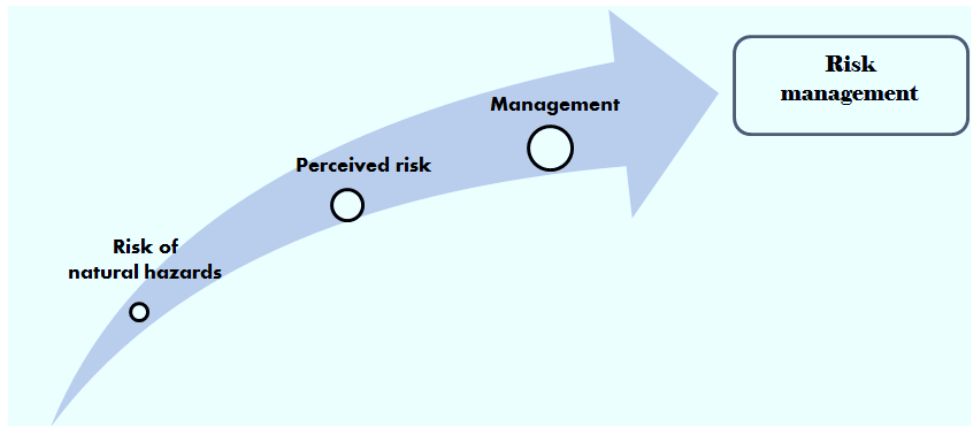 Risk
management
Management
Perceived risk
Risk of
natural hazards